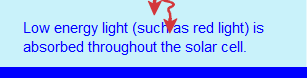 Low energy light (such as red light) is
absorbed throughout the solar cell.